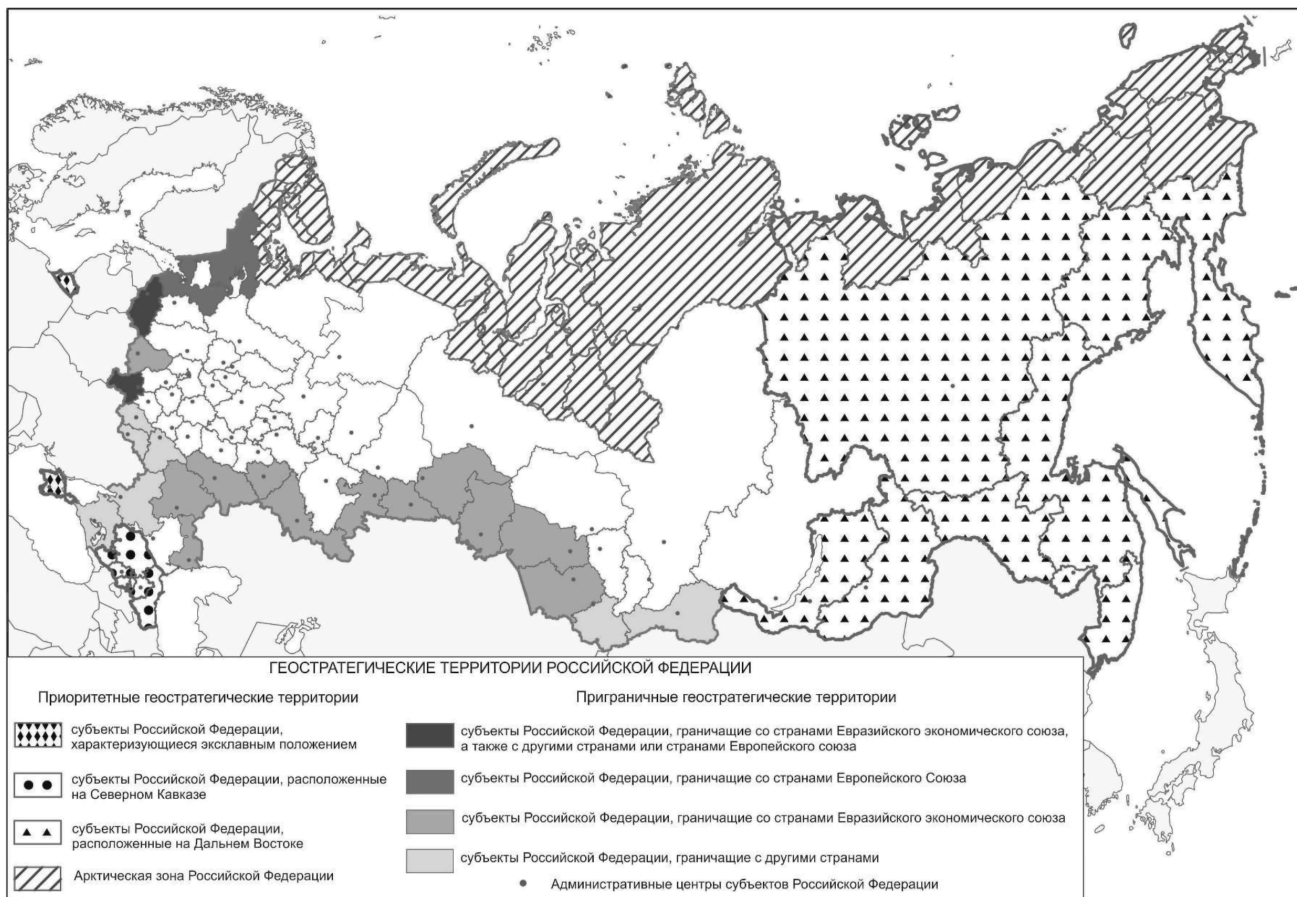 ГЕОСТРАТЕГИЧЕСКИЕ ТЕРРИТОРИИ РОССИЙСКОЙ ФЕДЕРАЦИИ
Приоритетные геостратегические территории
субъекты Российской Федерации,
характеризующиеся эксклавным положением
субъекты Российской Федерации, расположенные
на Северном Кавказе
субъекты Российской Федерации,
расположенные на Дальнем Востоке
Арктическая зона Российской Федерации
Приграничные геостратегические территории
субъекты Российской Федерации, граничащие со странами Евразийского экономического союза,
а также с другими странами или странами Европейского союза
субъекты Российской Федерации, граничащие со странами Европейского Союза
субъекты Российской Федерации, граничащие со странами Евразийского экономического союза
субъекты Российской Федерации, граничащие с другими странами
Административные центры субъектов Российской Федерации